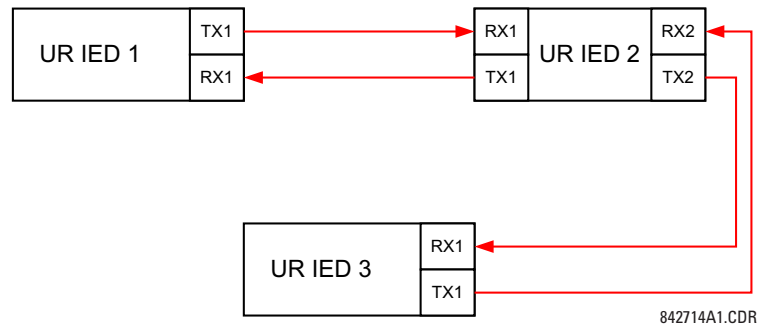 TX1
UR IED 1
RX1
RX1
RX2
UR IED 2
TX1
TX2
RX1
UR IED 3
TX1
842714A1.CDR